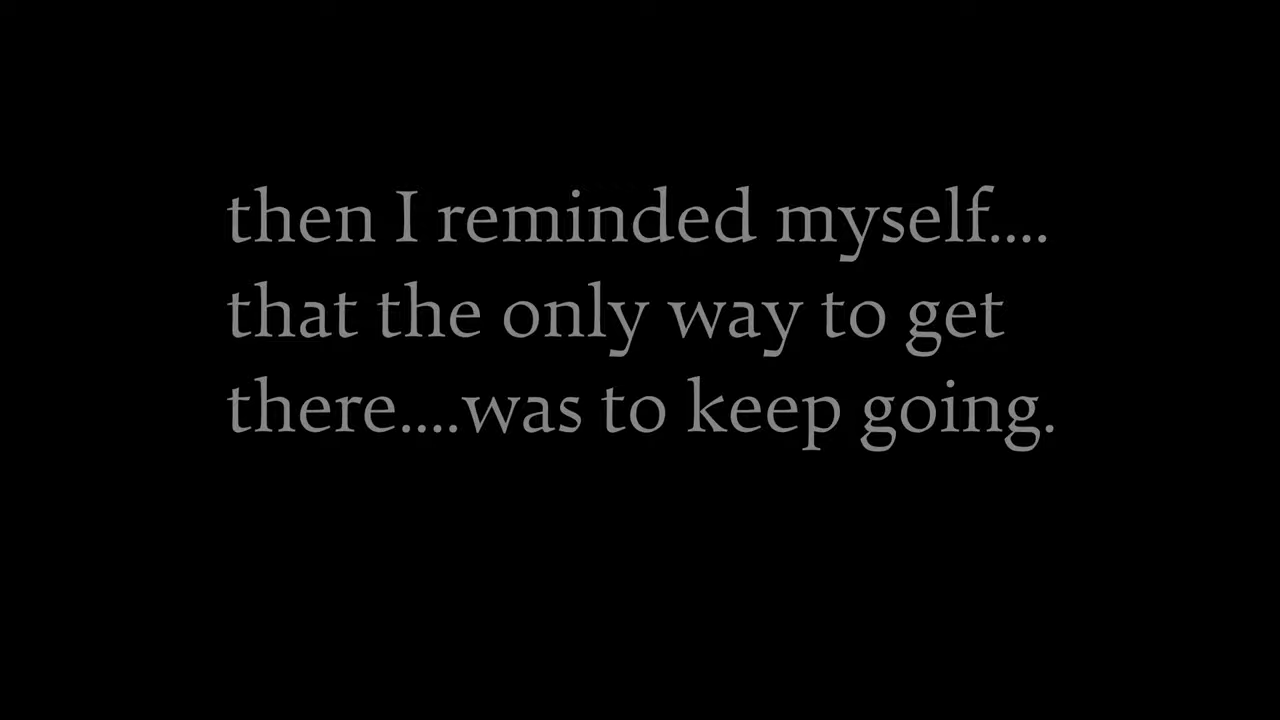 then I reminded myself....
that the only way to get
there....was to keep going.